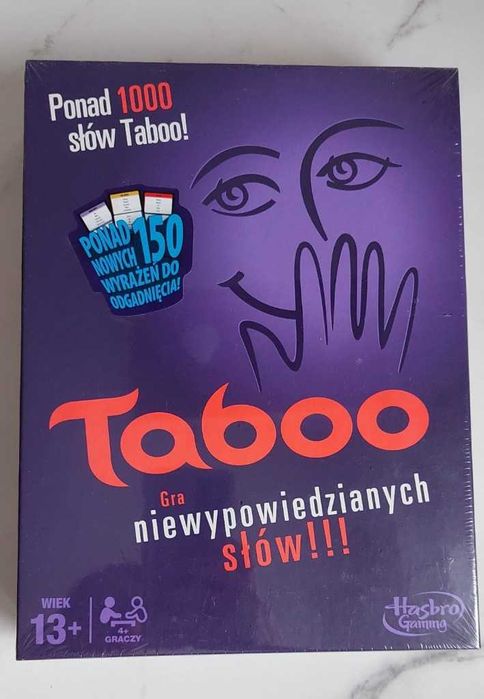 Ponad 1000
słów Taboo!
PONAD 150
NOWYCH
WYRAŻEŃ DO
ODGADNIĘCIA!
Taboo
Gra
niewypowiedzianych
słów!!!
WIEK
13+
4+
GRACZY
Hasbro
Gaming